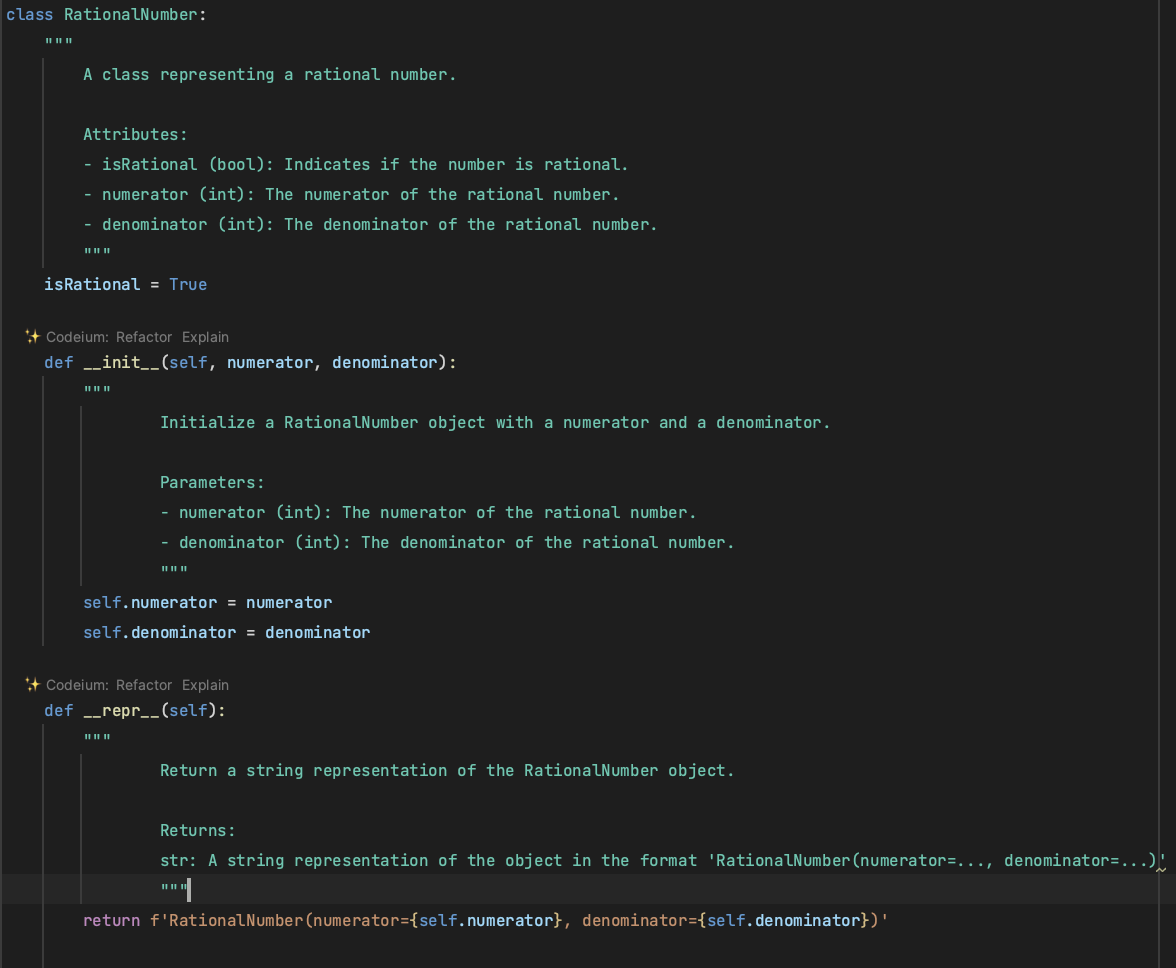 class RationalNumber:
    """
        A class representing a rational number.

        Attributes:
        - isRational (bool): Indicates if the number is rational.
        - numerator (int): The numerator of the rational number.
        - denominator (int): The denominator of the rational number.
        """
    isRational = True

Codeium: Refactor Explain
    def __init__(self, numerator, denominator):
        """
                Initialize a RationalNumber object with a numerator and a denominator.

                Parameters:
                - numerator (int): The numerator of the rational number.
                - denominator (int): The denominator of the rational number.
                """
        self.numerator = numerator
        self.denominator = denominator

Codeium: Refactor Explain
    def __repr__(self):
        """
                Return a string representation of the RationalNumber object.

                Returns:
                str: A string representation of the object in the format 'RationalNumber(numerator=..., denominator=...)'
                """
        return f'RationalNumber(numerator={self.numerator}, denominator={self.denominator})'